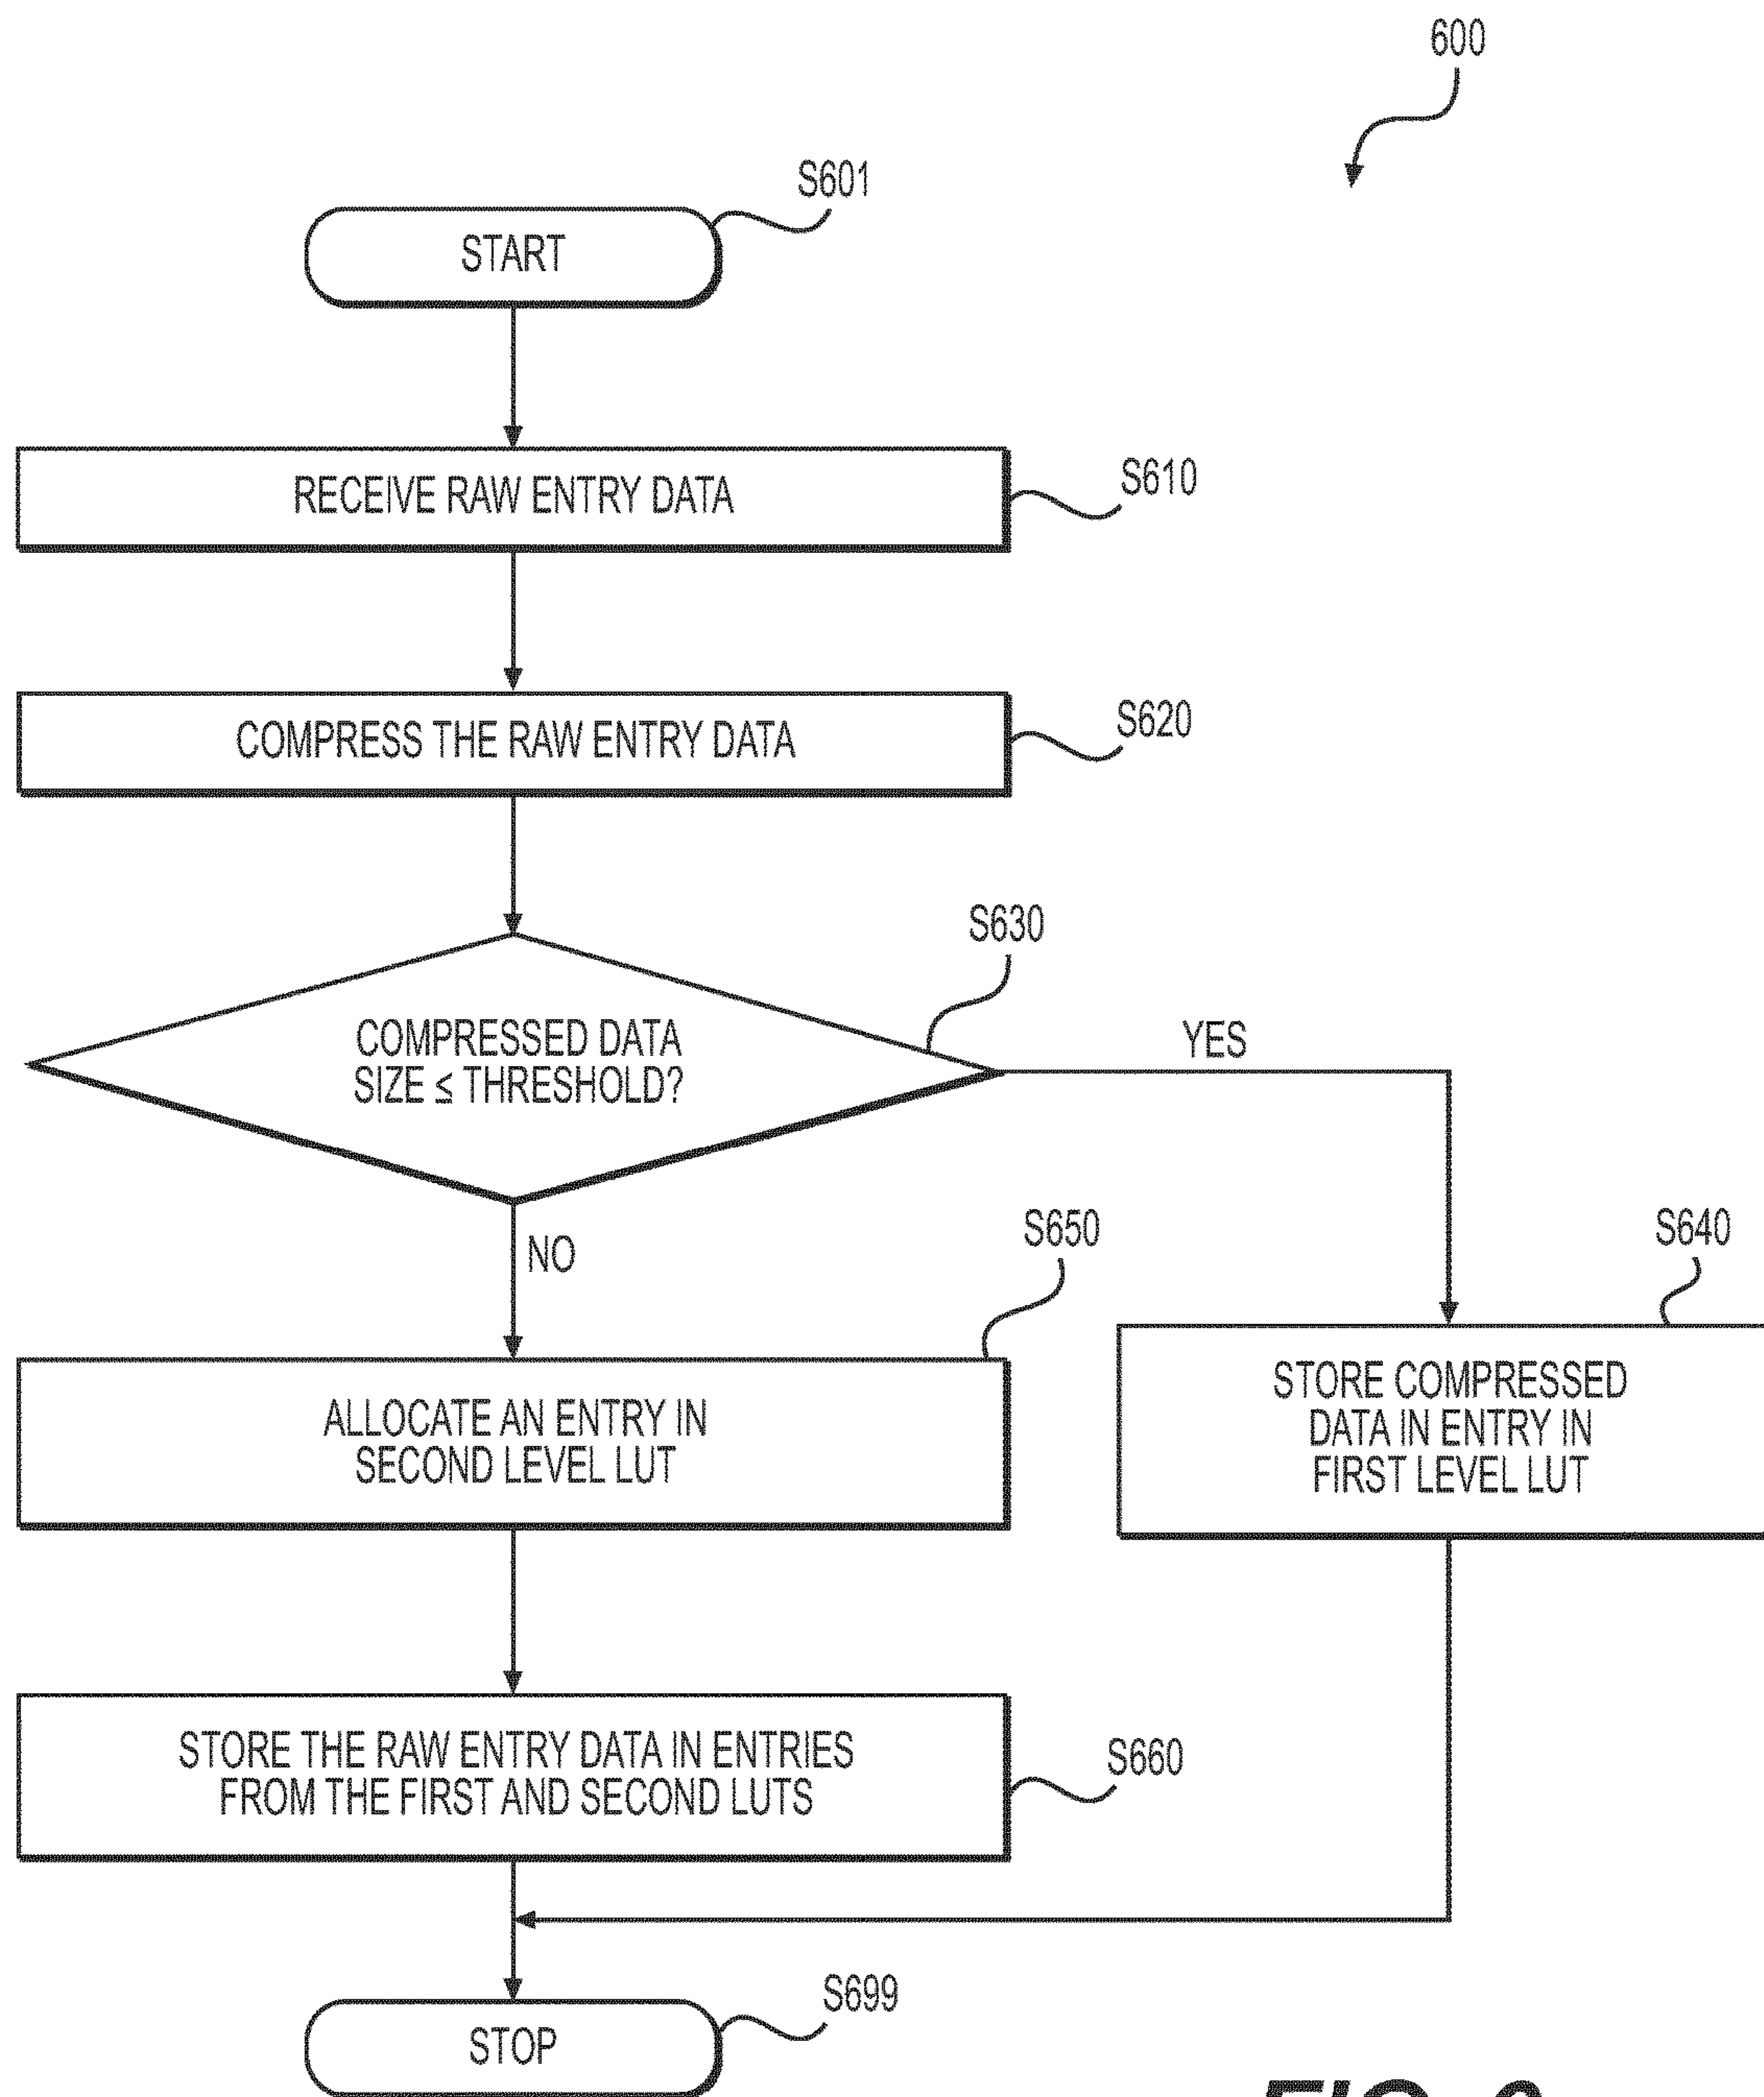 600
S601
START
RECEIVE RAW ENTRY DATA
S610
COMPRESS THE RAW ENTRY DATA
S620
S630
COMPRESSED DATA
SIZE ≤ THRESHOLD?
YES
NO
S650
S640
ALLOCATE AN ENTRY IN
SECOND LEVEL LUT
STORE COMPRESSED
DATA IN ENTRY IN
FIRST LEVEL LUT
STORE THE RAW ENTRY DATA IN ENTRIES
FROM THE FIRST AND SECOND LUTS
S660
S699
STOP